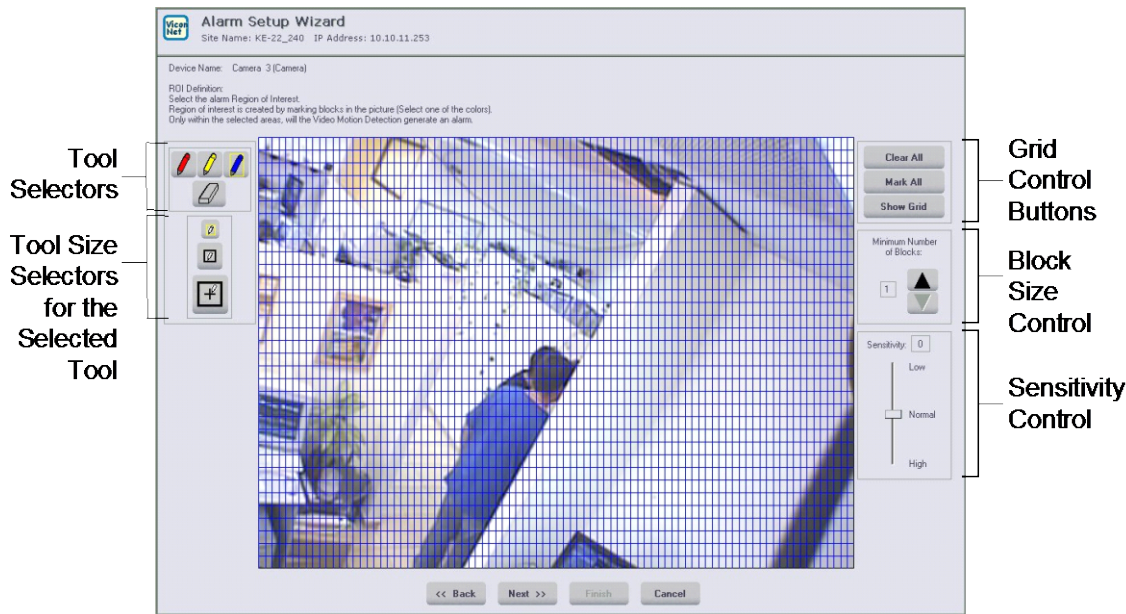 Vicon
Net
Alarm Setup Wizard
Site Name: KE-22_240 IP Address: 10.10.11.253
Device Name: Camera 3 (Camera)
ROI Definition:
Select the alarm Region of Interest.
Region of interest is created by marking blocks in the picture (Select one of the colors).
Only within the selected areas, will the Video Motion Detection generate an alarm.
Tool
Selectors
Tool Size
Selectors
for the
Selected
Tool
Clear All
Mark All
Show Grid
Minimum Number
of Blocks:
1
Sensitivity: 0
Low
Normal
High
Grid
Control
Buttons
Block
Size
Control
Sensitivity
Control
<< Back Next >> Finish Cancel